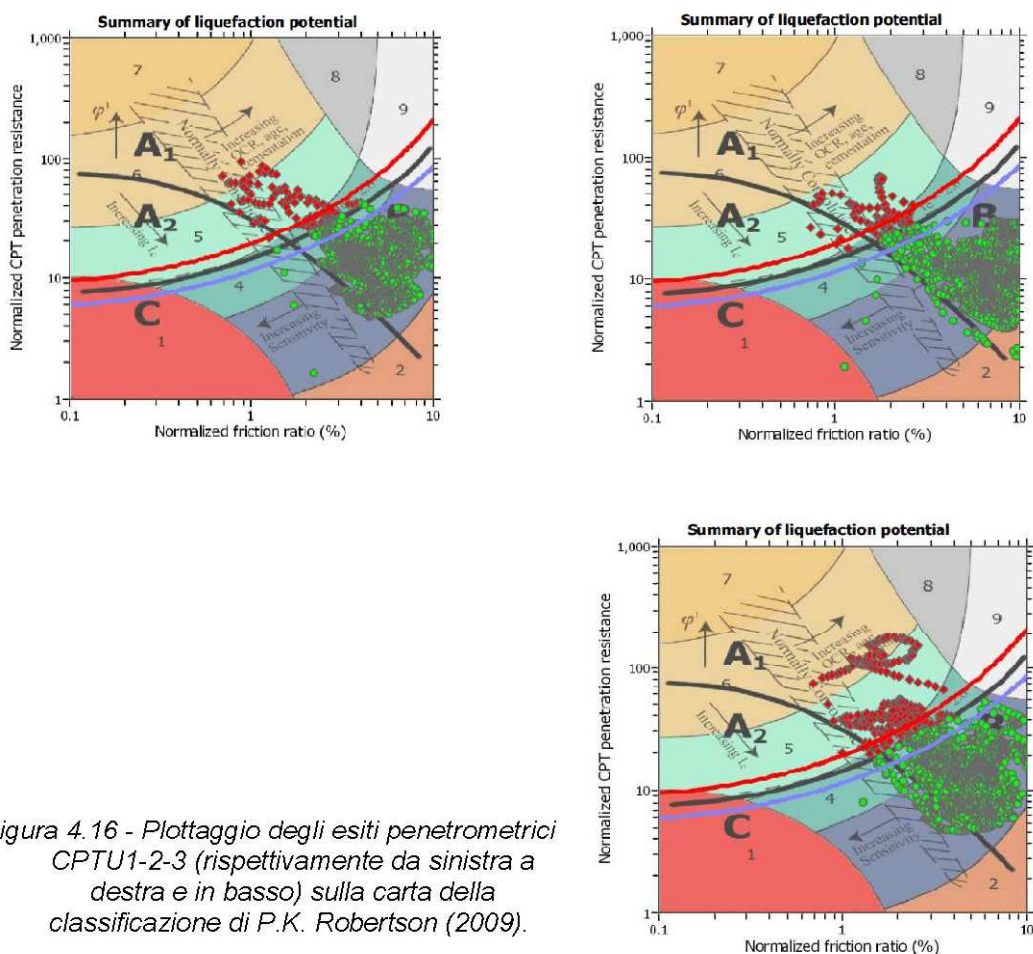 Summary of liquefaction potential
Normalized CPT penetration resistance
1,000
100
10
1
7
8
9
φ'
A1
Normally
Increasing
OCR, age,
cementation
6
A2
Increasing Ic
5
B
4
C
Increasing
Sensitivity
1
2
0.1
1
10
Normalized friction ratio (%)
Summary of liquefaction potential
Normalized CPT penetration resistance
1,000
100
10
1
7
8
9
φ'
A1
Normally
Increasing
OCR, age,
cementation
6
A2
Increasing Ic
5
B
4
C
Increasing
Sensitivity
1
2
0.1
1
10
Normalized friction ratio (%)
Summary of liquefaction potential
Normalized CPT penetration resistance
1,000
100
10
1
7
8
9
φ'
A1
Normally
Increasing
6
A2
Increasing Ic
5
4
C
Increasing
Sensitivity
1
2
0.1
1
10
Normalized friction ratio (%)
igura 4.16 - Plottaggio degli esiti penetrometrici
CPTU1-2-3 (rispettivamente da sinistra a
destra e in basso) sulla carta della
classificazione di P.K. Robertson (2009).